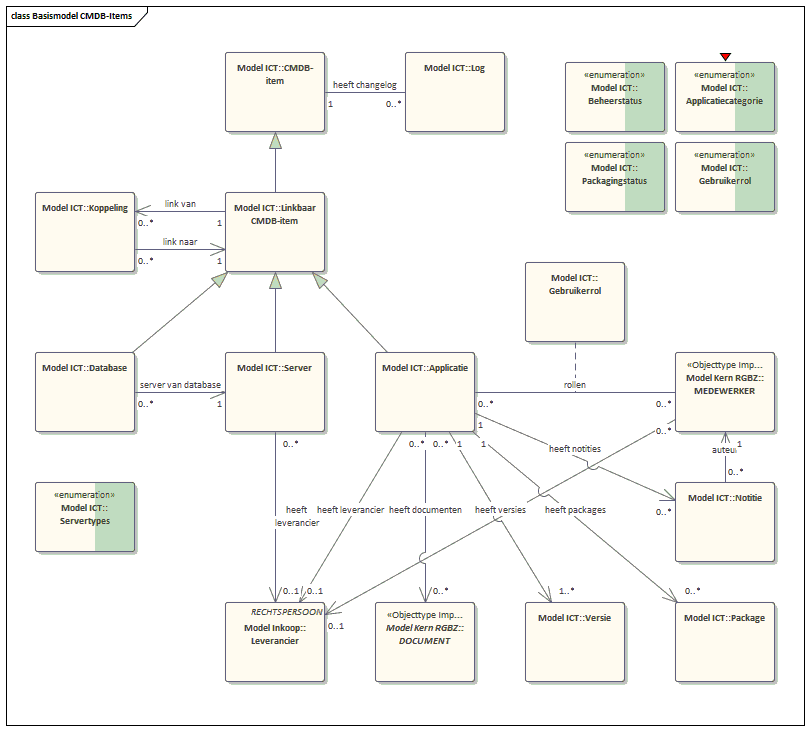 class Basismodel CMDB-Items
Model ICT::CMDB-
item
heeft changelog
1
0..*
Model ICT::Log
«enumeration»
Model ICT::
Beheerstatus
«enumeration»
Model ICT::
Applicatiecategorie
«enumeration»
Model ICT::
Packagingstatus
«enumeration»
Model ICT::
Gebruikerrol
Model ICT::Koppeling
link van
0..*
1
link naar
0..*
1
Model ICT::Linkbaar
CMDB-item
Model ICT::
Gebruikerrol
Model ICT::Database
server van database
0..*
1
Model ICT::Server
Model ICT::Applicatie
rollen
0..*
0..*
«Objecttype Imp...
Model Kern RGBZ::
MEDEWERKER
0..*
0..*
0..*
1
1
1
heeft notities
0..*
0..*
auteur
1
0..*
«enumeration»
Model ICT::
Servertypes
Model ICT::Notitie
heeft
leverancier
heeft leverancier
heeft documenten
heeft versies
heeft packages
0..1
0..1
0..1
0..*
1..*
0..*
RECHTSPERSOON
Model Inkoop::
Leverancier
«Objecttype Imp...
Model Kern RGBZ::
DOCUMENT
Model ICT::Versie
Model ICT::Package